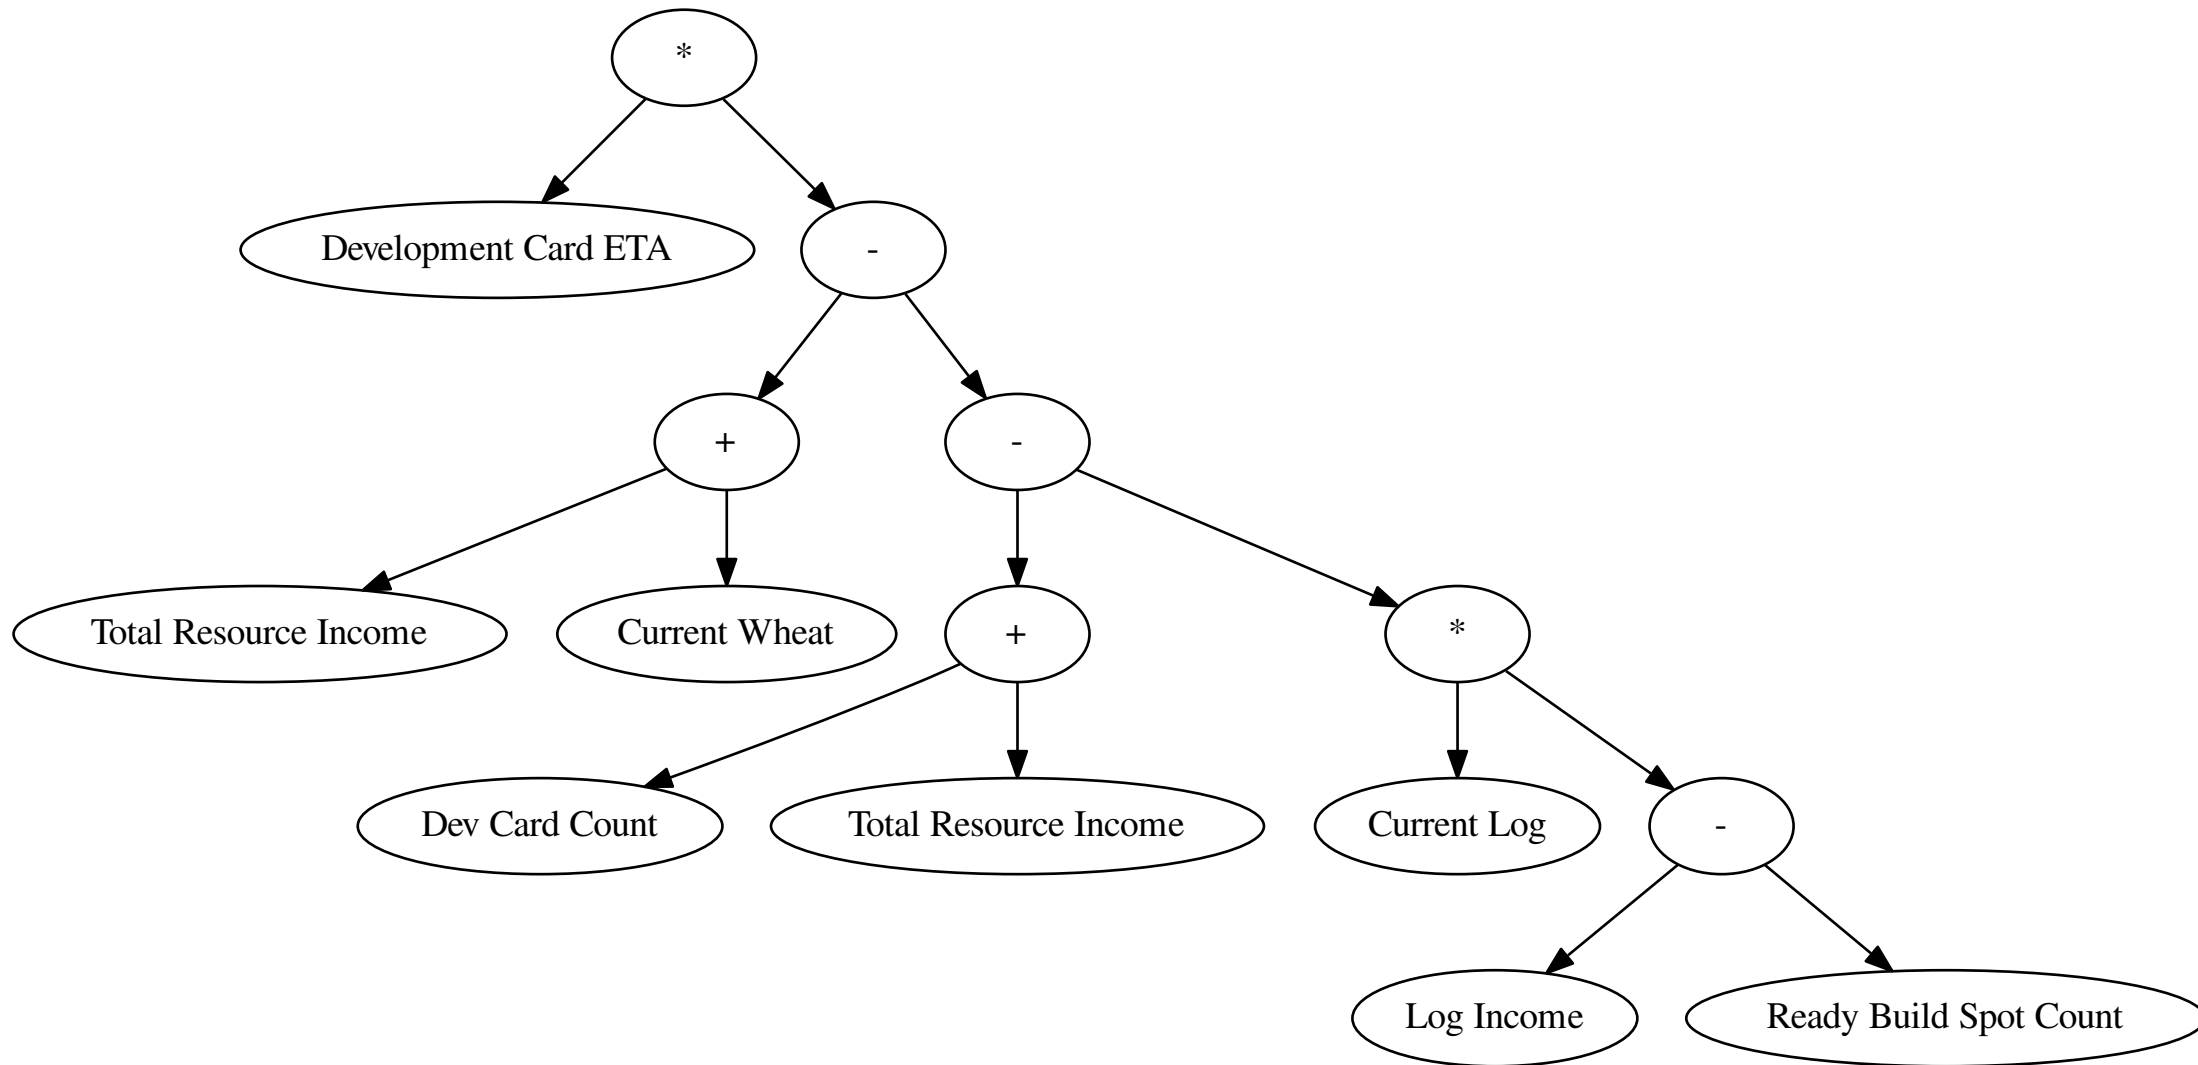 *
Development Card ETA
-
+
-
Total Resource Income
Current Wheat
+
*
Dev Card Count
Total Resource Income
Current Log
-
Log Income
Ready Build Spot Count